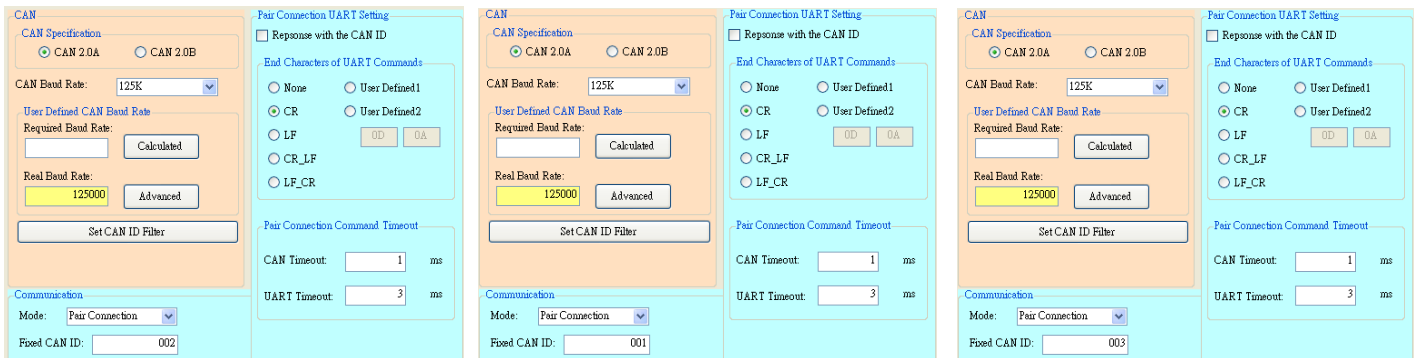 CAN
CAN Specification
CAN 2.0A CAN 2.0B
CAN Baud Rate: 125K
User Defined CAN Baud Rate
Required Baud Rate:
Calculated
Real Baud Rate:
125000 Advanced
Set CAN ID Filter
Communication
Mode: Pair Connection
Fixed CAN ID: 002
Pair Connection UART Setting
Repsonse with the CAN ID
End Characters of UART Commands
None User Defined1
CR User Defined2
LF 0D 0A
CR_LF
LF_CR
Pair Connection Command Timeout
CAN Timeout: 1 ms
UART Timeout: 3 ms
CAN
CAN Specification
CAN 2.0A CAN 2.0B
CAN Baud Rate: 125K
User Defined CAN Baud Rate
Required Baud Rate:
Calculated
Real Baud Rate:
125000 Advanced
Set CAN ID Filter
Communication
Mode: Pair Connection
Fixed CAN ID: 001
Pair Connection UART Setting
Repsonse with the CAN ID
End Characters of UART Commands
None User Defined1
CR User Defined2
LF 0D 0A
CR_LF
LF_CR
Pair Connection Command Timeout
CAN Timeout: 1 ms
UART Timeout: 3 ms
CAN
CAN Specification
CAN 2.0A CAN 2.0B
CAN Baud Rate: 125K
User Defined CAN Baud Rate
Required Baud Rate:
Calculated
Real Baud Rate:
125000 Advanced
Set CAN ID Filter
Communication
Mode: Pair Connection
Fixed CAN ID: 003
Pair Connection UART Setting
Repsonse with the CAN ID
End Characters of UART Commands
None User Defined1
CR User Defined2
LF 0D 0A
CR_LF
LF_CR
Pair Connection Command Timeout
CAN Timeout: 1 ms
UART Timeout: 3 ms